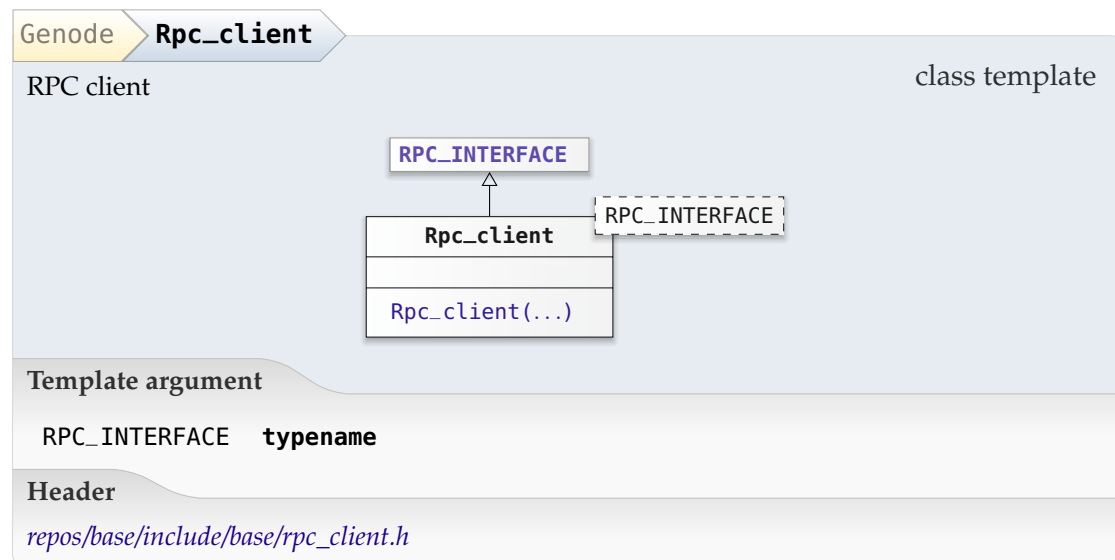 Genode Rpc_client
RPC client class template
RPC_INTERFACE
RPC_INTERFACE
Rpc_client
Rpc_client(...)
Template argument
RPC_INTERFACE typename
Header
repos/base/include/base/rpc_client.h